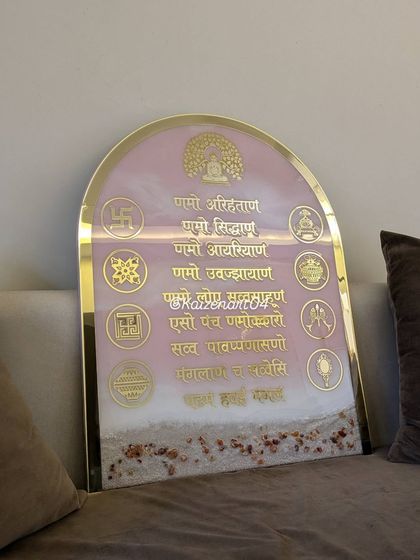 णमो अरिहंताणं
णमो सिद्धाणं
णमो आयरियाणं
णमो उवज्झायाणं
णमो लोए सव्वसाहूणं
@Kaizenart04
एसो पंच णमोक्कारो
सव्व पावप्पणासणो
मंगलाणं च सव्वेसिं
पढमं हवई मंगलं